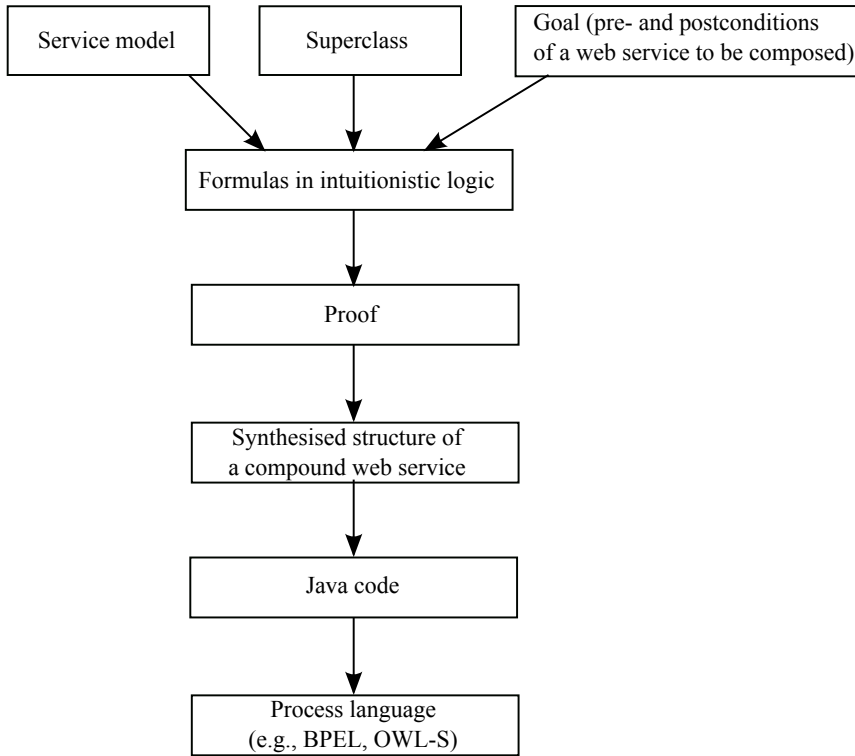 Service model
Superclass
Goal (pre- and postconditions
of a web service to be composed)
Formulas in intuitionistic logic
Proof
Synthesised structure of
a compound web service
Java code
Process language
(e.g., BPEL, OWL-S)